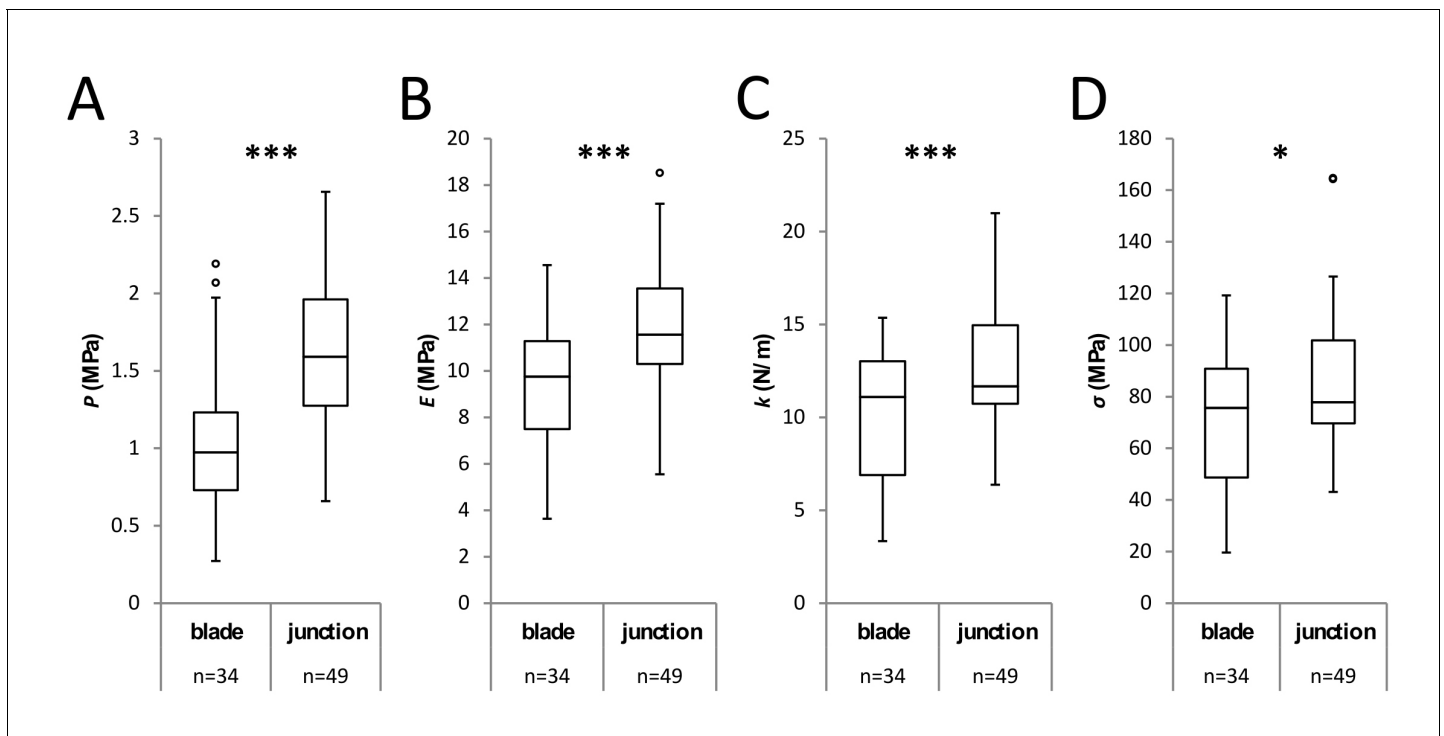 A
P (MPa)
3
2.5
2
1.5
1
0.5
0
***
blade junction
n=34 n=49
B
E (MPa)
20
18
16
14
12
10
8
6
4
2
0
***
blade junction
n=34 n=49
C
k (N/m)
25
20
15
10
5
0
***
blade junction
n=34 n=49
D
σ (MPa)
180
160
140
120
100
80
60
40
20
0
*
blade junction
n=34 n=49